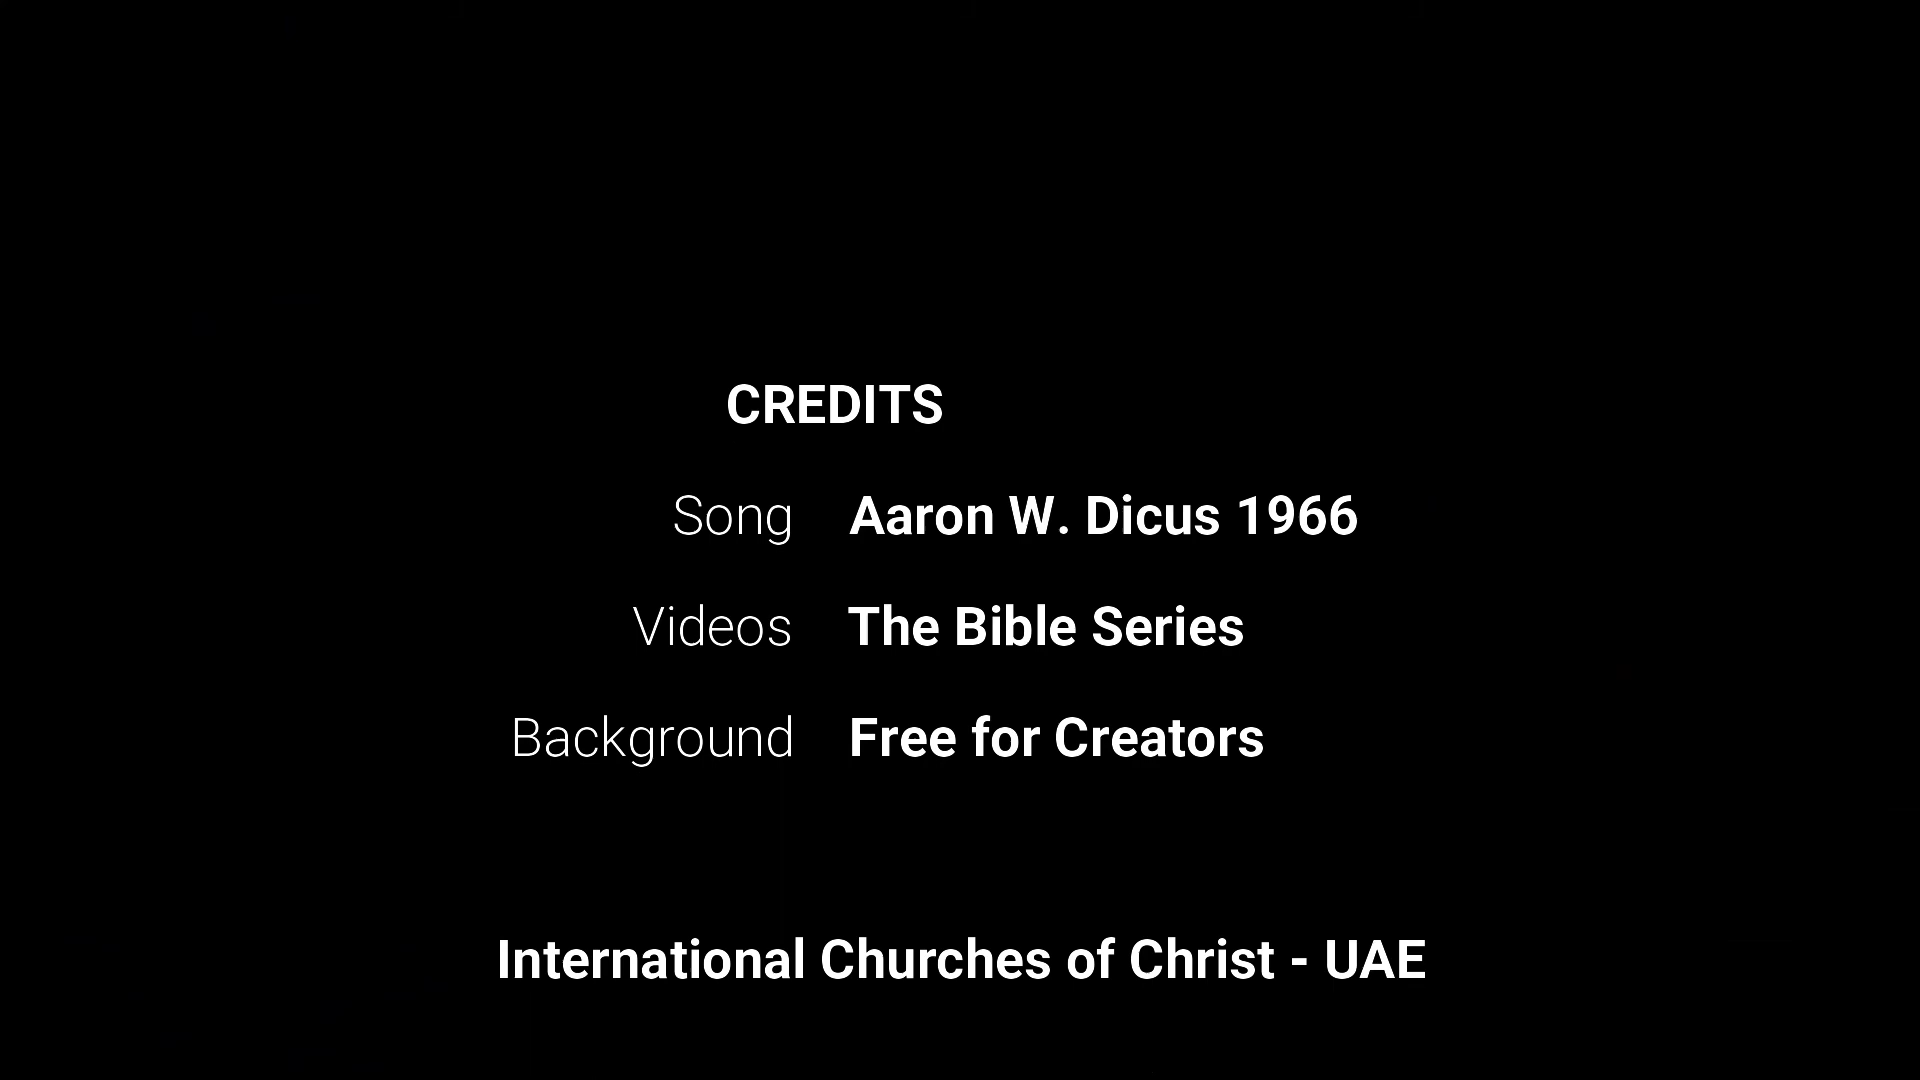 CREDITS
Song Aaron W. Dicus 1966
Videos The Bible Series
Background Free for Creators
International Churches of Christ - UAE